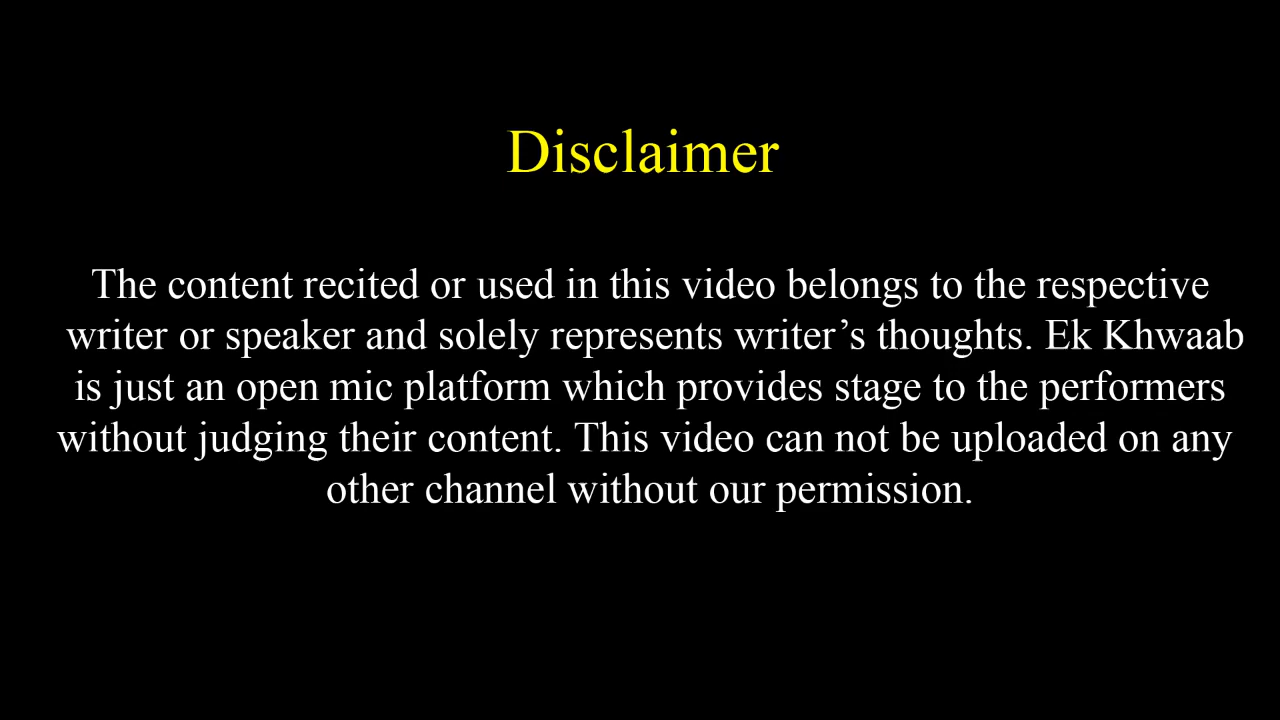 Disclaimer
The content recited or used in this video belongs to the respective
writer or speaker and solely represents writer’s thoughts. Ek Khwaab
is just an open mic platform which provides stage to the performers
without judging their content. This video can not be uploaded on any
other channel without our permission.